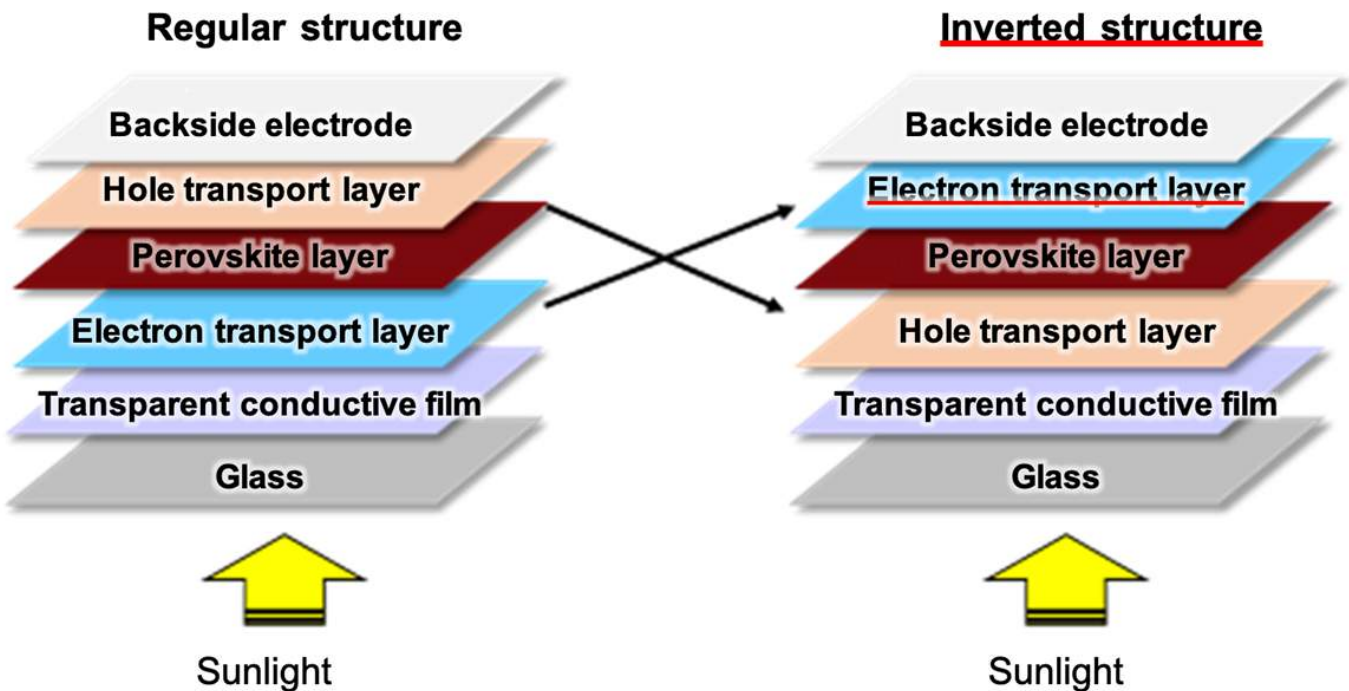 Regular structure
Backside electrode
Hole transport layer
Perovskite layer
Electron transport layer
Transparent conductive film
Glass
Sunlight
Inverted structure
Backside electrode
Electron transport layer
Perovskite layer
Hole transport layer
Transparent conductive film
Glass
Sunlight